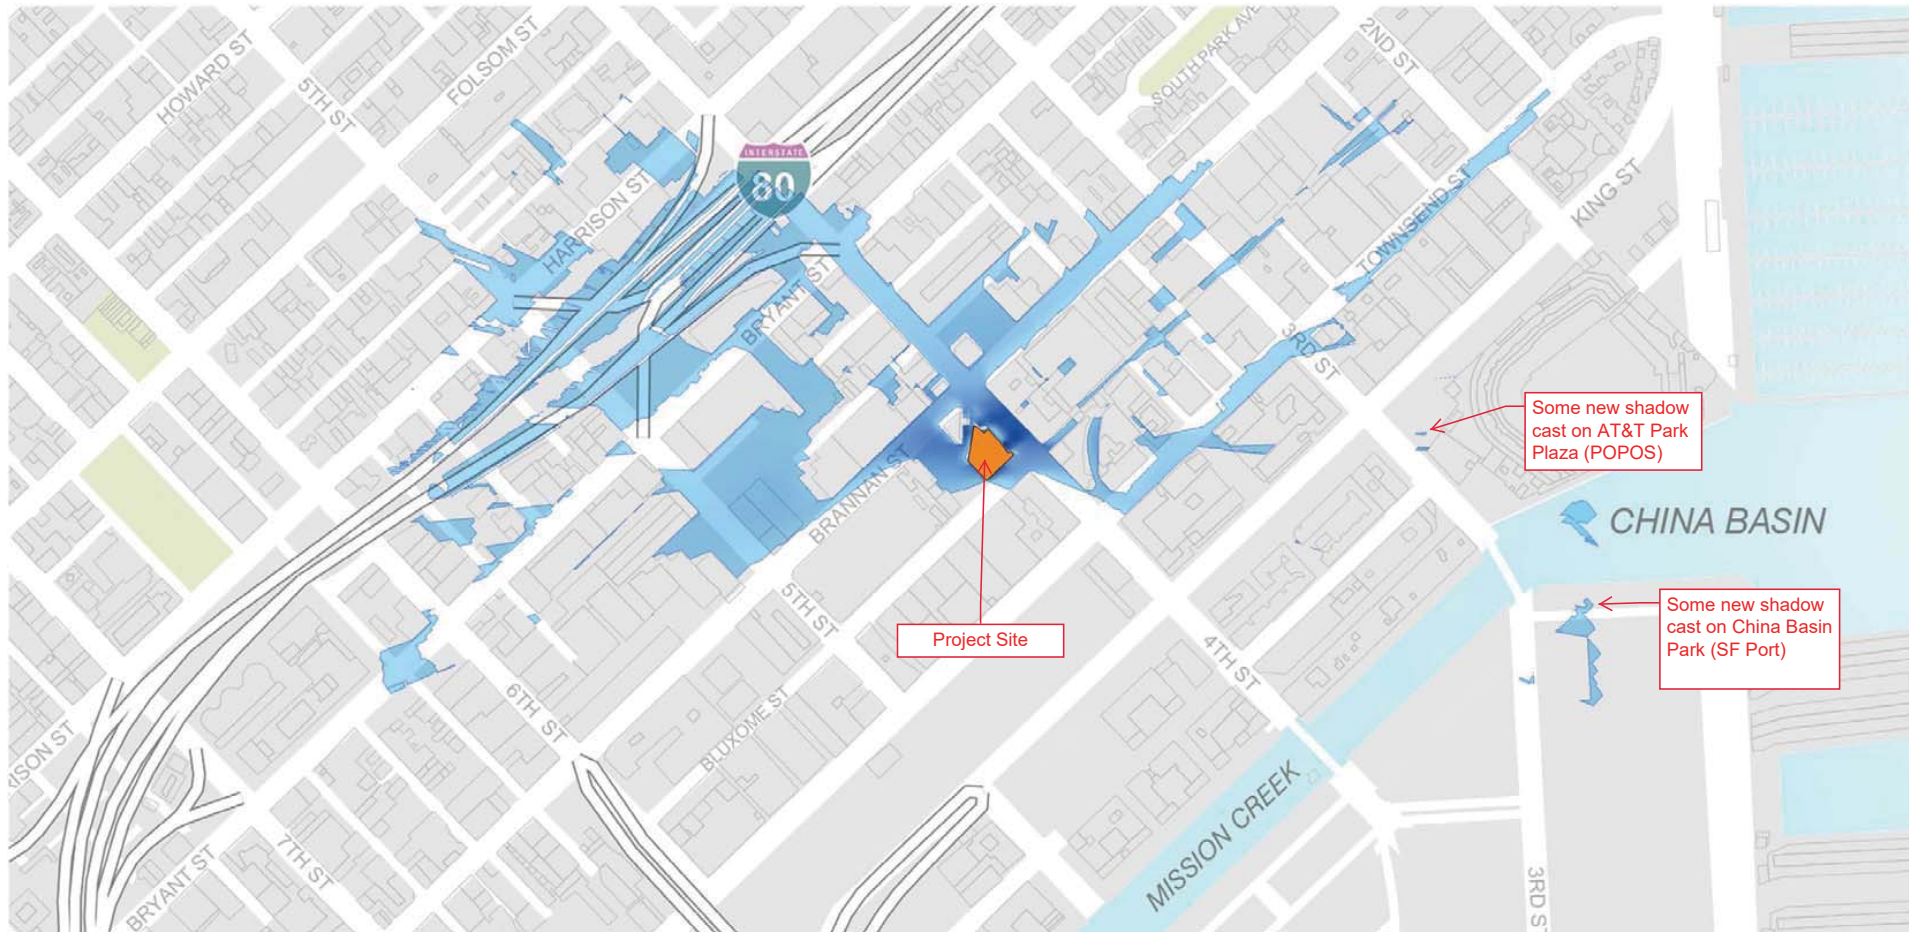 HOWARD ST
5TH ST
FOLSOM ST
SOUTH PARK AVE
2ND ST
INTERSTATE
80
HARRISON ST
KING ST
TOWNSEND ST
BRYANT ST
3RD ST
Some new shadow
cast on AT&T Park
Plaza (POPOS)
BRANNAN ST
CHINA BASIN
5TH ST
Project Site
Some new shadow
cast on China Basin
Park (SF Port)
4TH ST
6TH ST
BLUXOME ST
RISON ST
MISSION CREEK
7TH ST
BRYANT ST
3RD ST